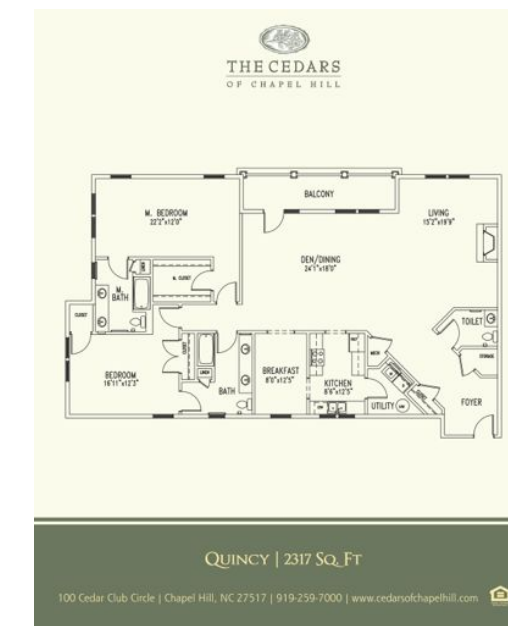 THE CEDARS
OF CHAPEL HILL
BALCONY
M. BEDROOM
22'2"x12'0"
LIVING
15'2"x19'9"
DEN/DINING
24'1"x18'0"
M. CLOSET
LINEN
M.
BATH
CLOSET
TOILET
STORAGE
BEDROOM
16'11"x12'3"
CLOSET
LINEN
BATH
BREAKFAST
8'0"x12'5"
KITCHEN
8'6"x12'5"
MECH
UTILITY
FOYER
QUINCY | 2317 SQ. FT
100 Cedar Club Circle | Chapel Hill, NC 27517 | 919-259-7000 | www.cedarsofchapelhill.com